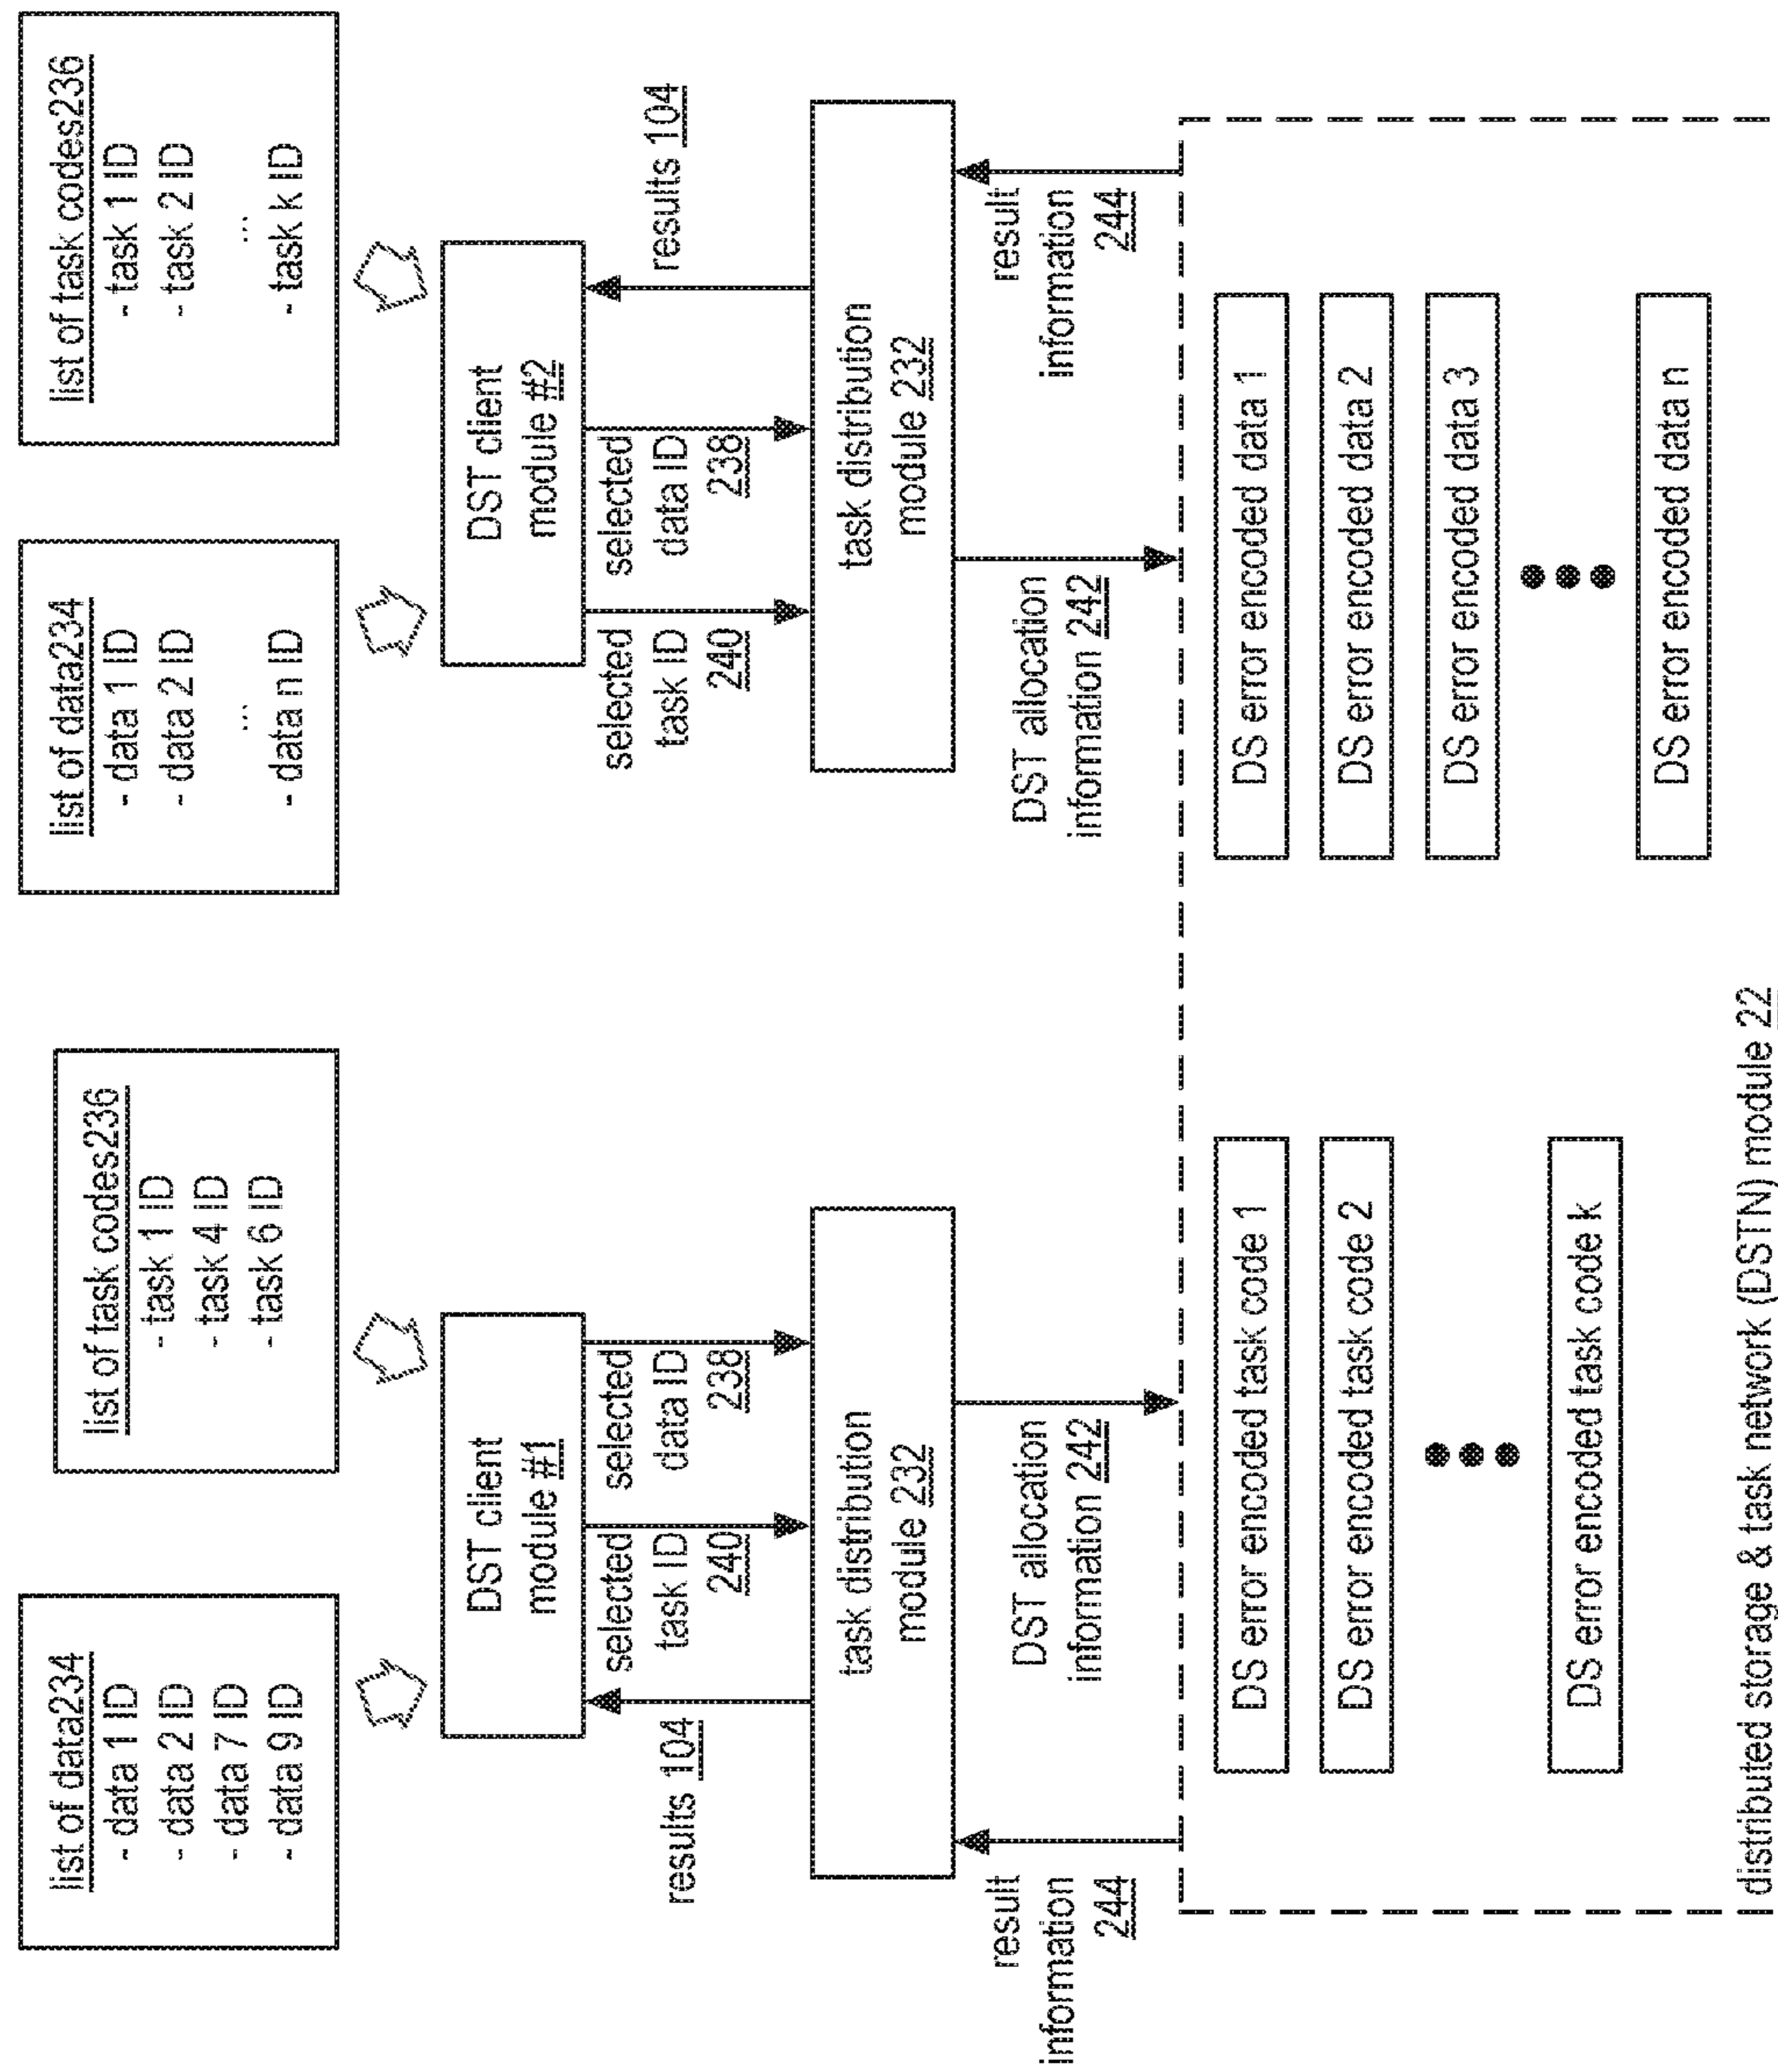 list of data234
- data 1 ID
- data 2 ID
- data 7 ID
- data 9 ID
list of task codes236
- task 1 ID
- task 4 ID
- task 6 ID
DST client
module #1
results 104
selected
task ID
240
selected
data ID
238
task distribution
module 232
result
information
244
DST allocation
information 242
DS error encoded task code 1
DS error encoded task code 2
DS error encoded task code k
list of data234
- data 1 ID
- data 2 ID
...
- data n ID
list of task codes236
- task 1 ID
- task 2 ID
...
- task k ID
DST client
module #2
selected
task ID
240
selected
data ID
238
results 104
task distribution
module 232
DST allocation
information 242
result
information
244
DS error encoded data 1
DS error encoded data 2
DS error encoded data 3
DS error encoded data n
distributed storage & task network (DSTN) module 22